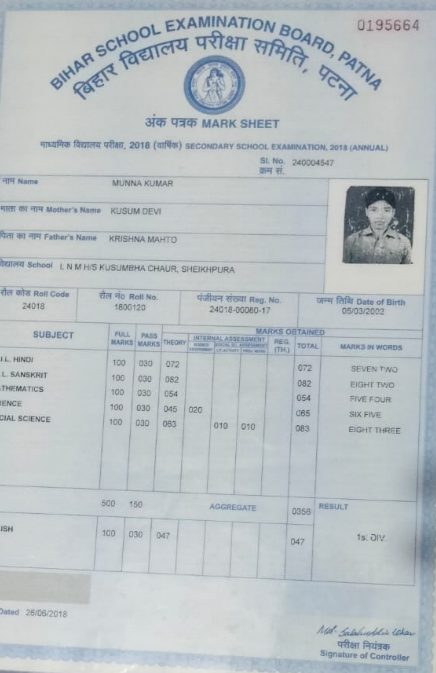 0195664
BIHAR SCHOOL EXAMINATION BOARD, PATNA
बिहार विद्यालय परीक्षा समिति, पटना
अंक पत्रक MARK SHEET
माध्यमिक विद्यालय परीक्षा, 2018 (वार्षिक) SECONDARY SCHOOL EXAMINATION, 2018 (ANNUAL)
Sl. No. 240004547
क्रम सं.
नाम Name MUNNA KUMAR
माता का नाम Mother's Name KUSUM DEVI
पिता का नाम Father's Name KRISHNA MAHTO
विद्यालय School I. N M H/S KUSUMBHA CHAUR, SHEIKHPURA
रौल कोड Roll Code रौल नं० Roll No. पंजीयन संख्या Reg. No. जन्म तिथि Date of Birth
24018 1800120 24018-00080-17 05/03/2002
SUBJECT FULL MARKS PASS MARKS THEORY INTERNAL ASSESSMENT REG. (TH.) MARKS OBTAINED TOTAL MARKS IN WORDS
I.L. HINDI 100 030 072 072 SEVEN TWO
.L. SANSKRIT 100 030 082 082 EIGHT TWO
ATHEMATICS 100 030 054 054 FIVE FOUR
IENCE 100 030 045 020 065 SIX FIVE
CIAL SCIENCE 100 030 063 010 010 083 EIGHT THREE
500 150 AGGREGATE 0356 RESULT
ISH 100 030 047 047 1st. DIV.
Dated 26/06/2018
परीक्षा नियंत्रक
Signature of Controller